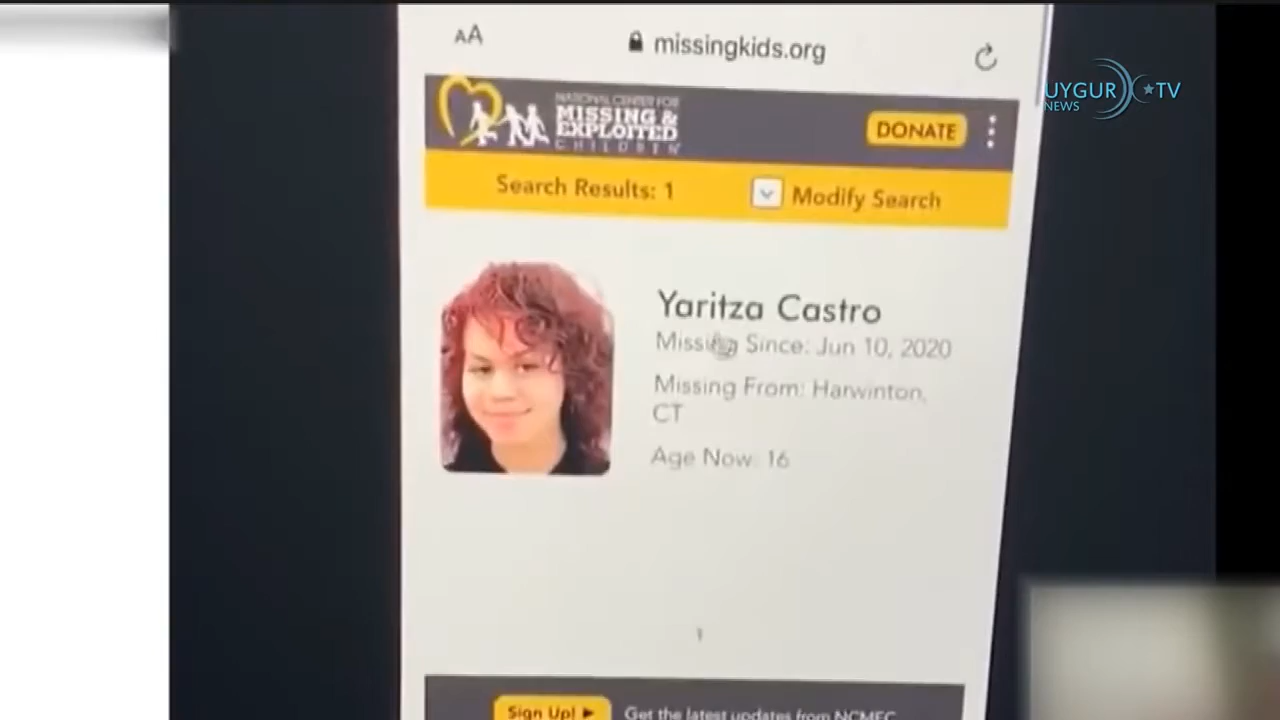 AA
missingkids.org
UYGUR TV
NEWS
NATIONAL CENTER FOR
MISSING &
EXPLOITED
CHILDREN
DONATE
Search Results: 1
Modify Search
Yaritza Castro
Missing Since: Jun 10, 2020
Missing From: Harwinton,
CT
Age Now: 16
1
Sign Up!
Get the latest updates from NCMEC